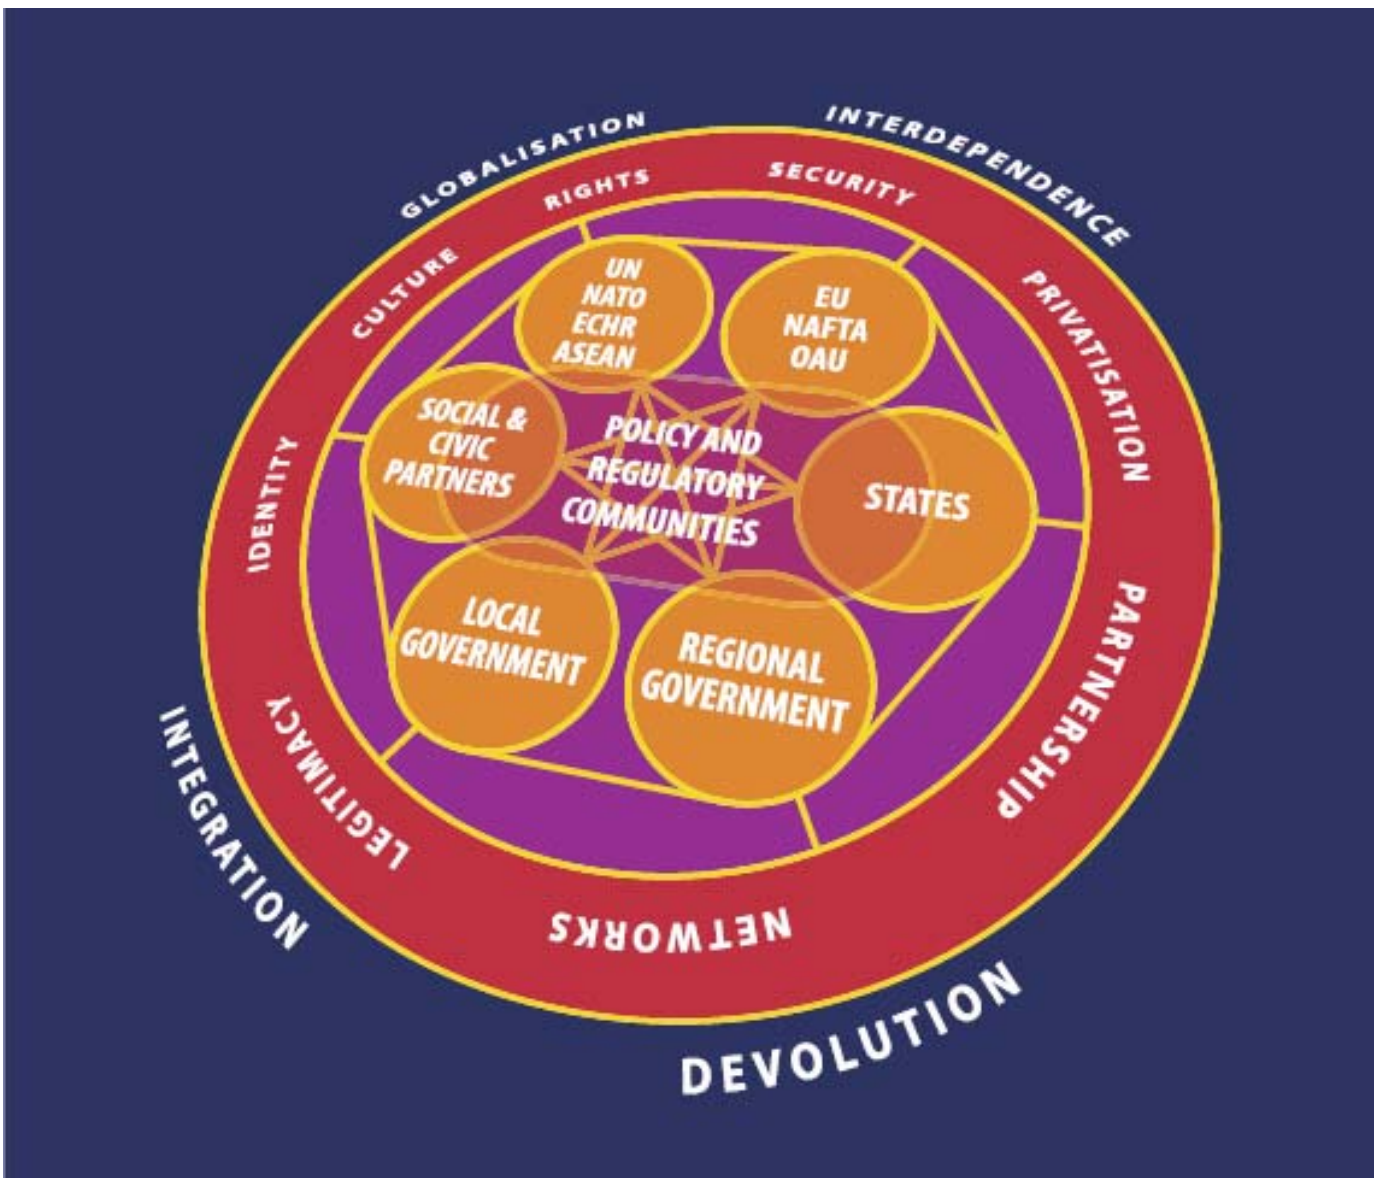 GLOBALISATION
INTERDEPENDENCE
CULTURE
RIGHTS
SECURITY
PRIVATISATION
PARTNERSHIP
NETWORKS
LEGITIMACY
IDENTITY
UN
NATO
ECHR
ASEAN
EU
NAFTA
OAU
SOCIAL &
CIVIC
PARTNERS
POLICY AND
REGULATORY
COMMUNITIES
STATES
LOCAL
GOVERNMENT
REGIONAL
GOVERNMENT
INTEGRATION
DEVOLUTION